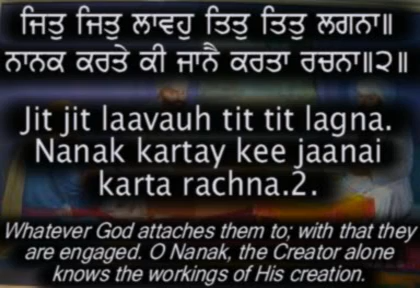 ਜਿਤੁ ਜਿਤੁ ਲਾਵਹੁ ਤਿਤੁ ਤਿਤੁ ਲਗਨਾ॥
ਨਾਨਕ ਕਰਤੇ ਕੀ ਜਾਨੈ ਕਰਤਾ ਰਚਨਾ॥੨॥
Jit jit laavauh tit tit lagna.
Nanak kartay kee jaanai
karta rachna.2.
Whatever God attaches them to; with that they
are engaged. O Nanak, the Creator alone
knows the workings of His creation.